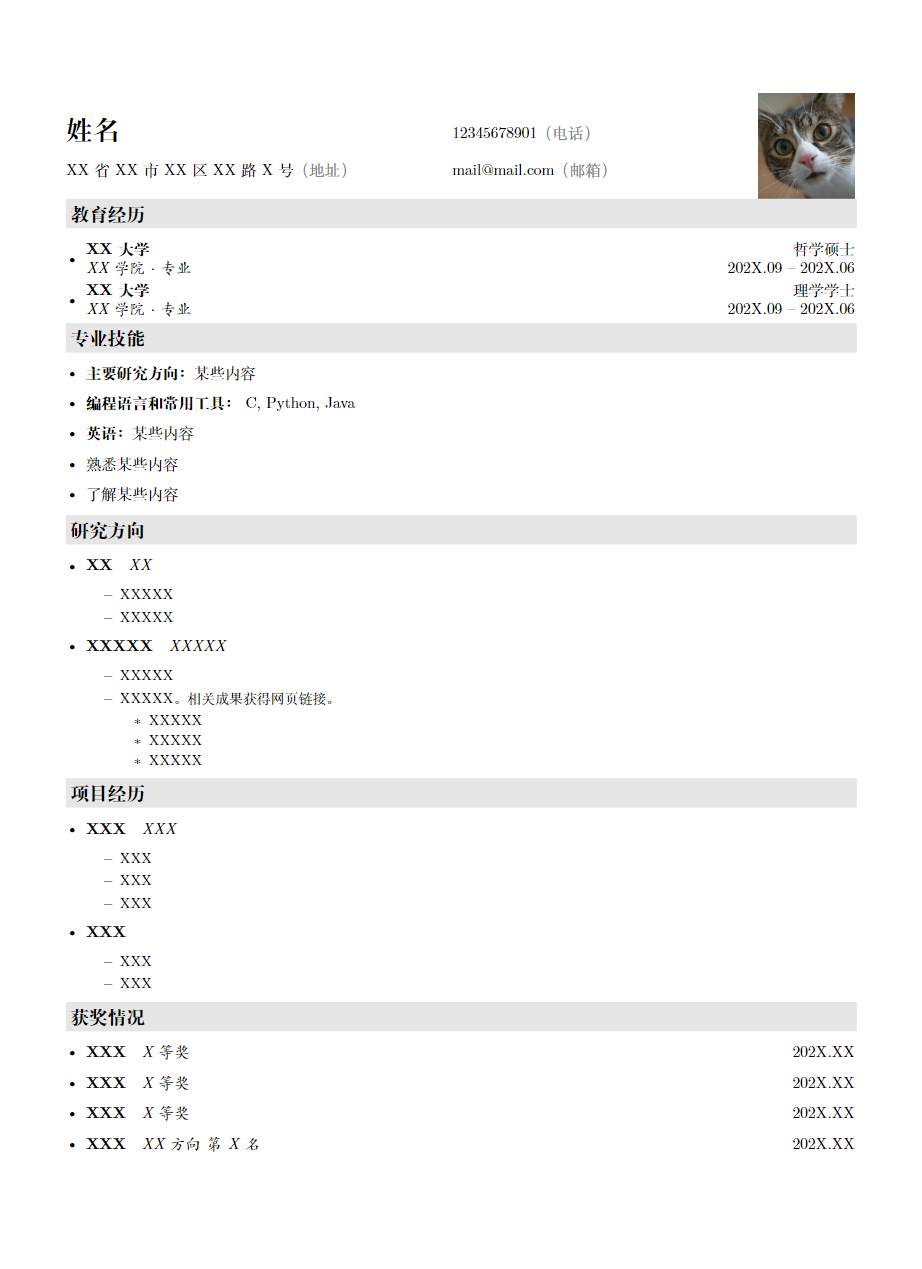 姓名
12345678901（电话）
XX 省 XX 市 XX 区 XX 路 X 号（地址）
mail@mail.com（邮箱）
教育经历
• XX 大学 哲学硕士
XX 学院 · 专业 202X.09 – 202X.06
• XX 大学 理学学士
XX 学院 · 专业 202X.09 – 202X.06
专业技能
• 主要研究方向：某些内容
• 编程语言和常用工具： C, Python, Java
• 英语：某些内容
• 熟悉某些内容
• 了解某些内容
研究方向
• XX XX
– XXXXX
– XXXXX
• XXXXX XXXXX
– XXXXX
– XXXXX。相关成果获得网页链接。
* XXXXX
* XXXXX
* XXXXX
项目经历
• XXX XXX
– XXX
– XXX
– XXX
• XXX
– XXX
– XXX
获奖情况
• XXX X 等奖 202X.XX
• XXX X 等奖 202X.XX
• XXX X 等奖 202X.XX
• XXX XX 方向 第 X 名 202X.XX